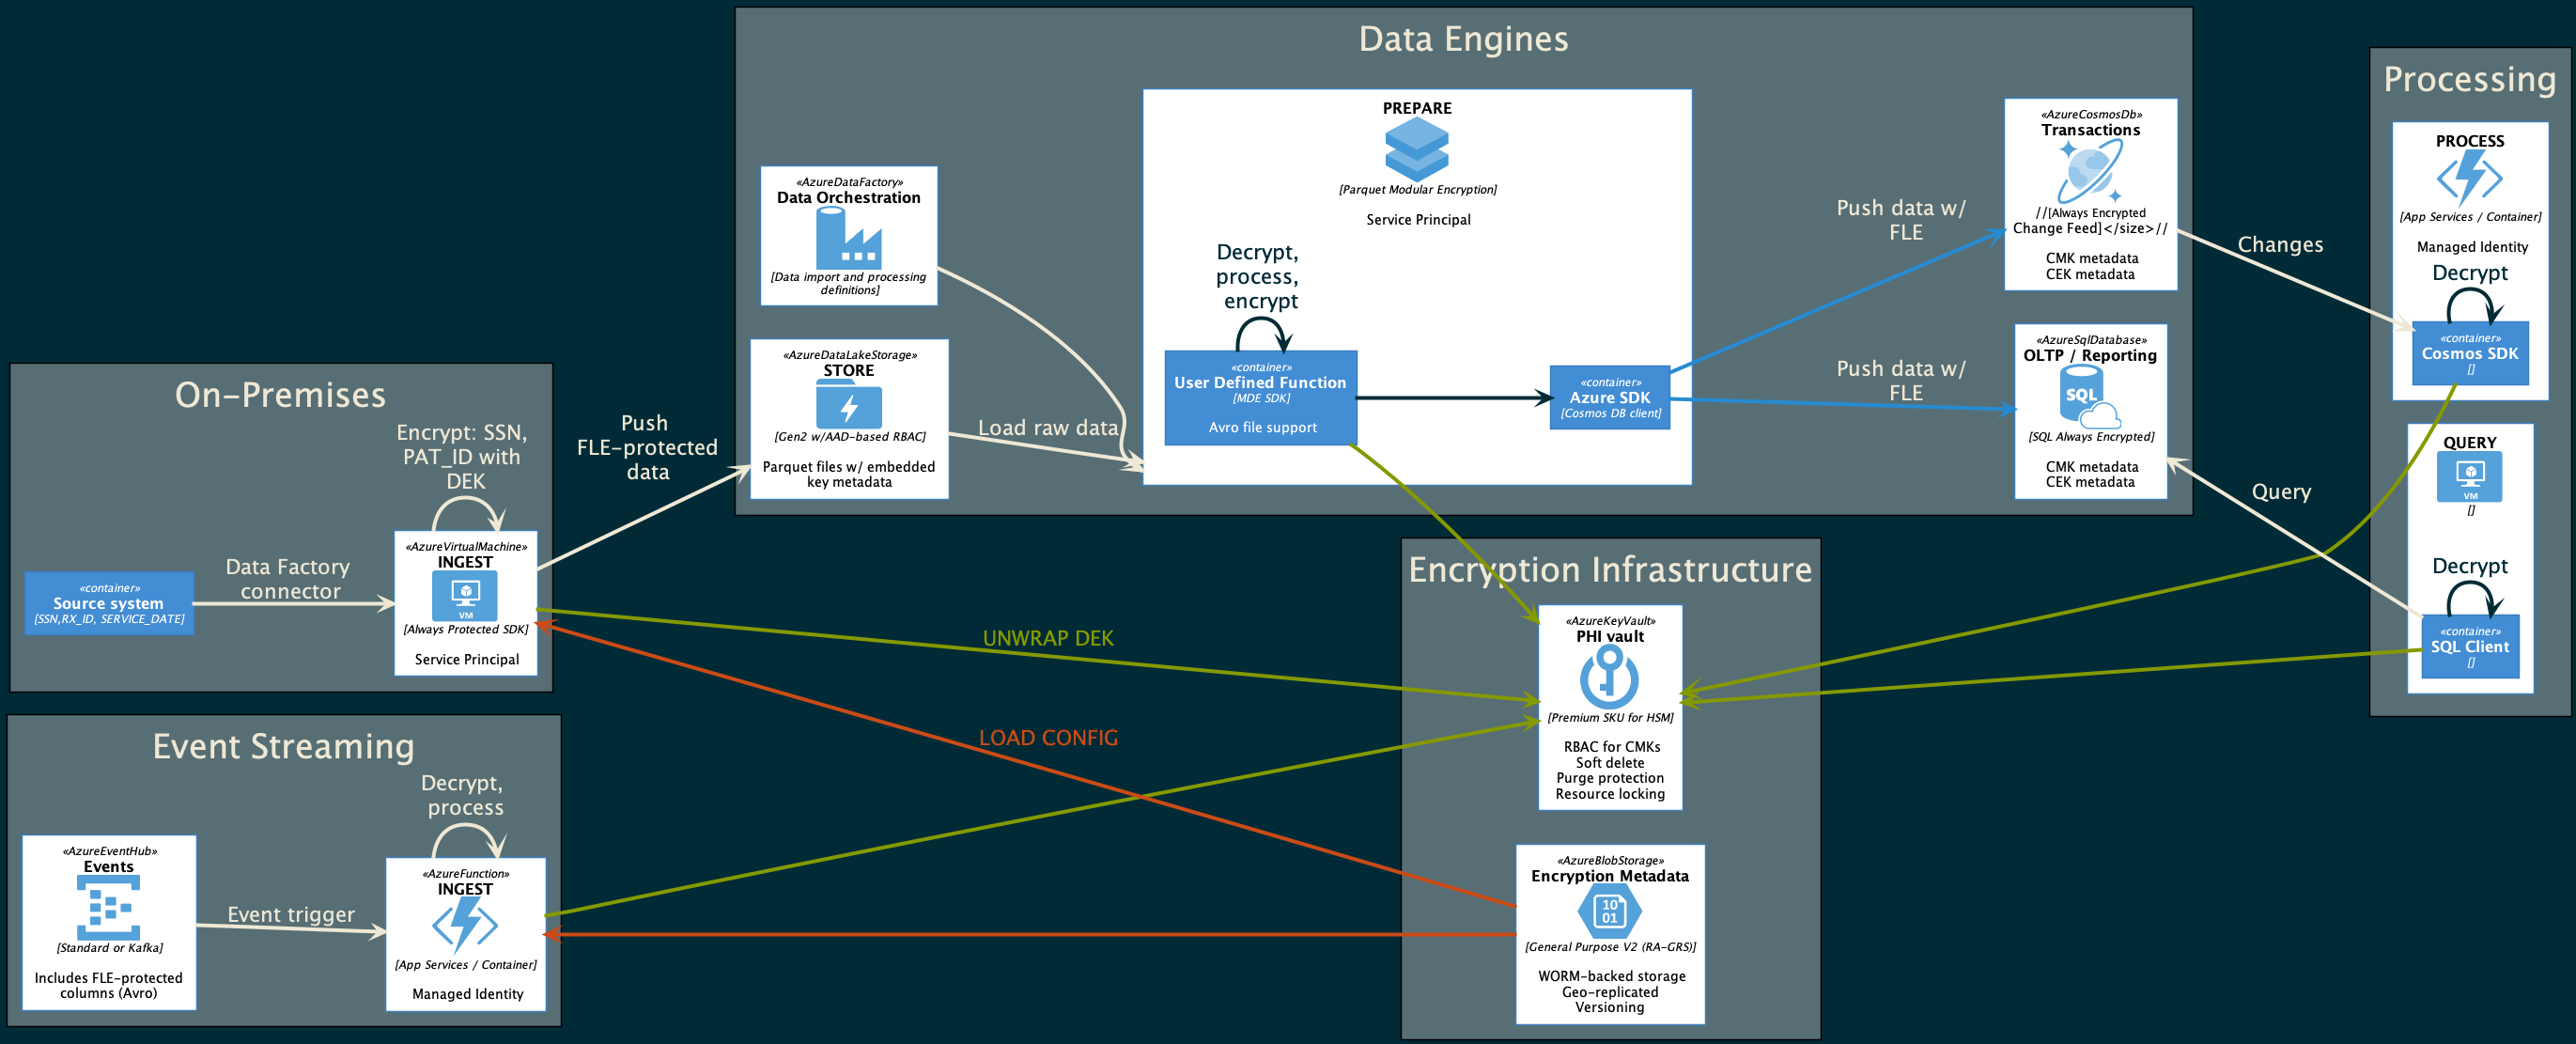 Data Engines
Processing
PREPARE
[Parquet Modular Encryption]
Service Principal
Decrypt,
process,
encrypt
«container»
User Defined Function
[MDE SDK]
Avro file support
«container»
Azure SDK
[Cosmos DB client]
«AzureDataFactory»
Data Orchestration
[Data import and processing
definitions]
«AzureDataLakeStorage»
STORE
[Gen2 w/AAD-based RBAC]
Parquet files w/ embedded
key metadata
Load raw data
Push data w/
FLE
Push data w/
FLE
«AzureCosmosDb»
Transactions
//[Always Encrypted
Change Feed]</size>//
CMK metadata
CEK metadata
«AzureSqlDatabase»
OLTP / Reporting
SQL
[SQL Always Encrypted]
CMK metadata
CEK metadata
Changes
Query
PROCESS
[App Services / Container]
Managed Identity
Decrypt
«container»
Cosmos SDK
[]
QUERY
VM
[]
Decrypt
«container»
SQL Client
[]
On-Premises
Encrypt: SSN,
PAT_ID with
DEK
«container»
Source system
[SSN,RX_ID, SERVICE_DATE]
Data Factory
connector
«AzureVirtualMachine»
INGEST
VM
[Always Protected SDK]
Service Principal
Push
FLE-protected
data
UNWRAP DEK
LOAD CONFIG
Event Streaming
Decrypt,
process
«AzureEventHub»
Events
[Standard or Kafka]
Includes FLE-protected
columns (Avro)
Event trigger
«AzureFunction»
INGEST
[App Services / Container]
Managed Identity
Encryption Infrastructure
«AzureKeyVault»
PHI vault
[Premium SKU for HSM]
RBAC for CMKs
Soft delete
Purge protection
Resource locking
«AzureBlobStorage»
Encryption Metadata
10
01
[General Purpose V2 (RA-GRS)]
WORM-backed storage
Geo-replicated
Versioning